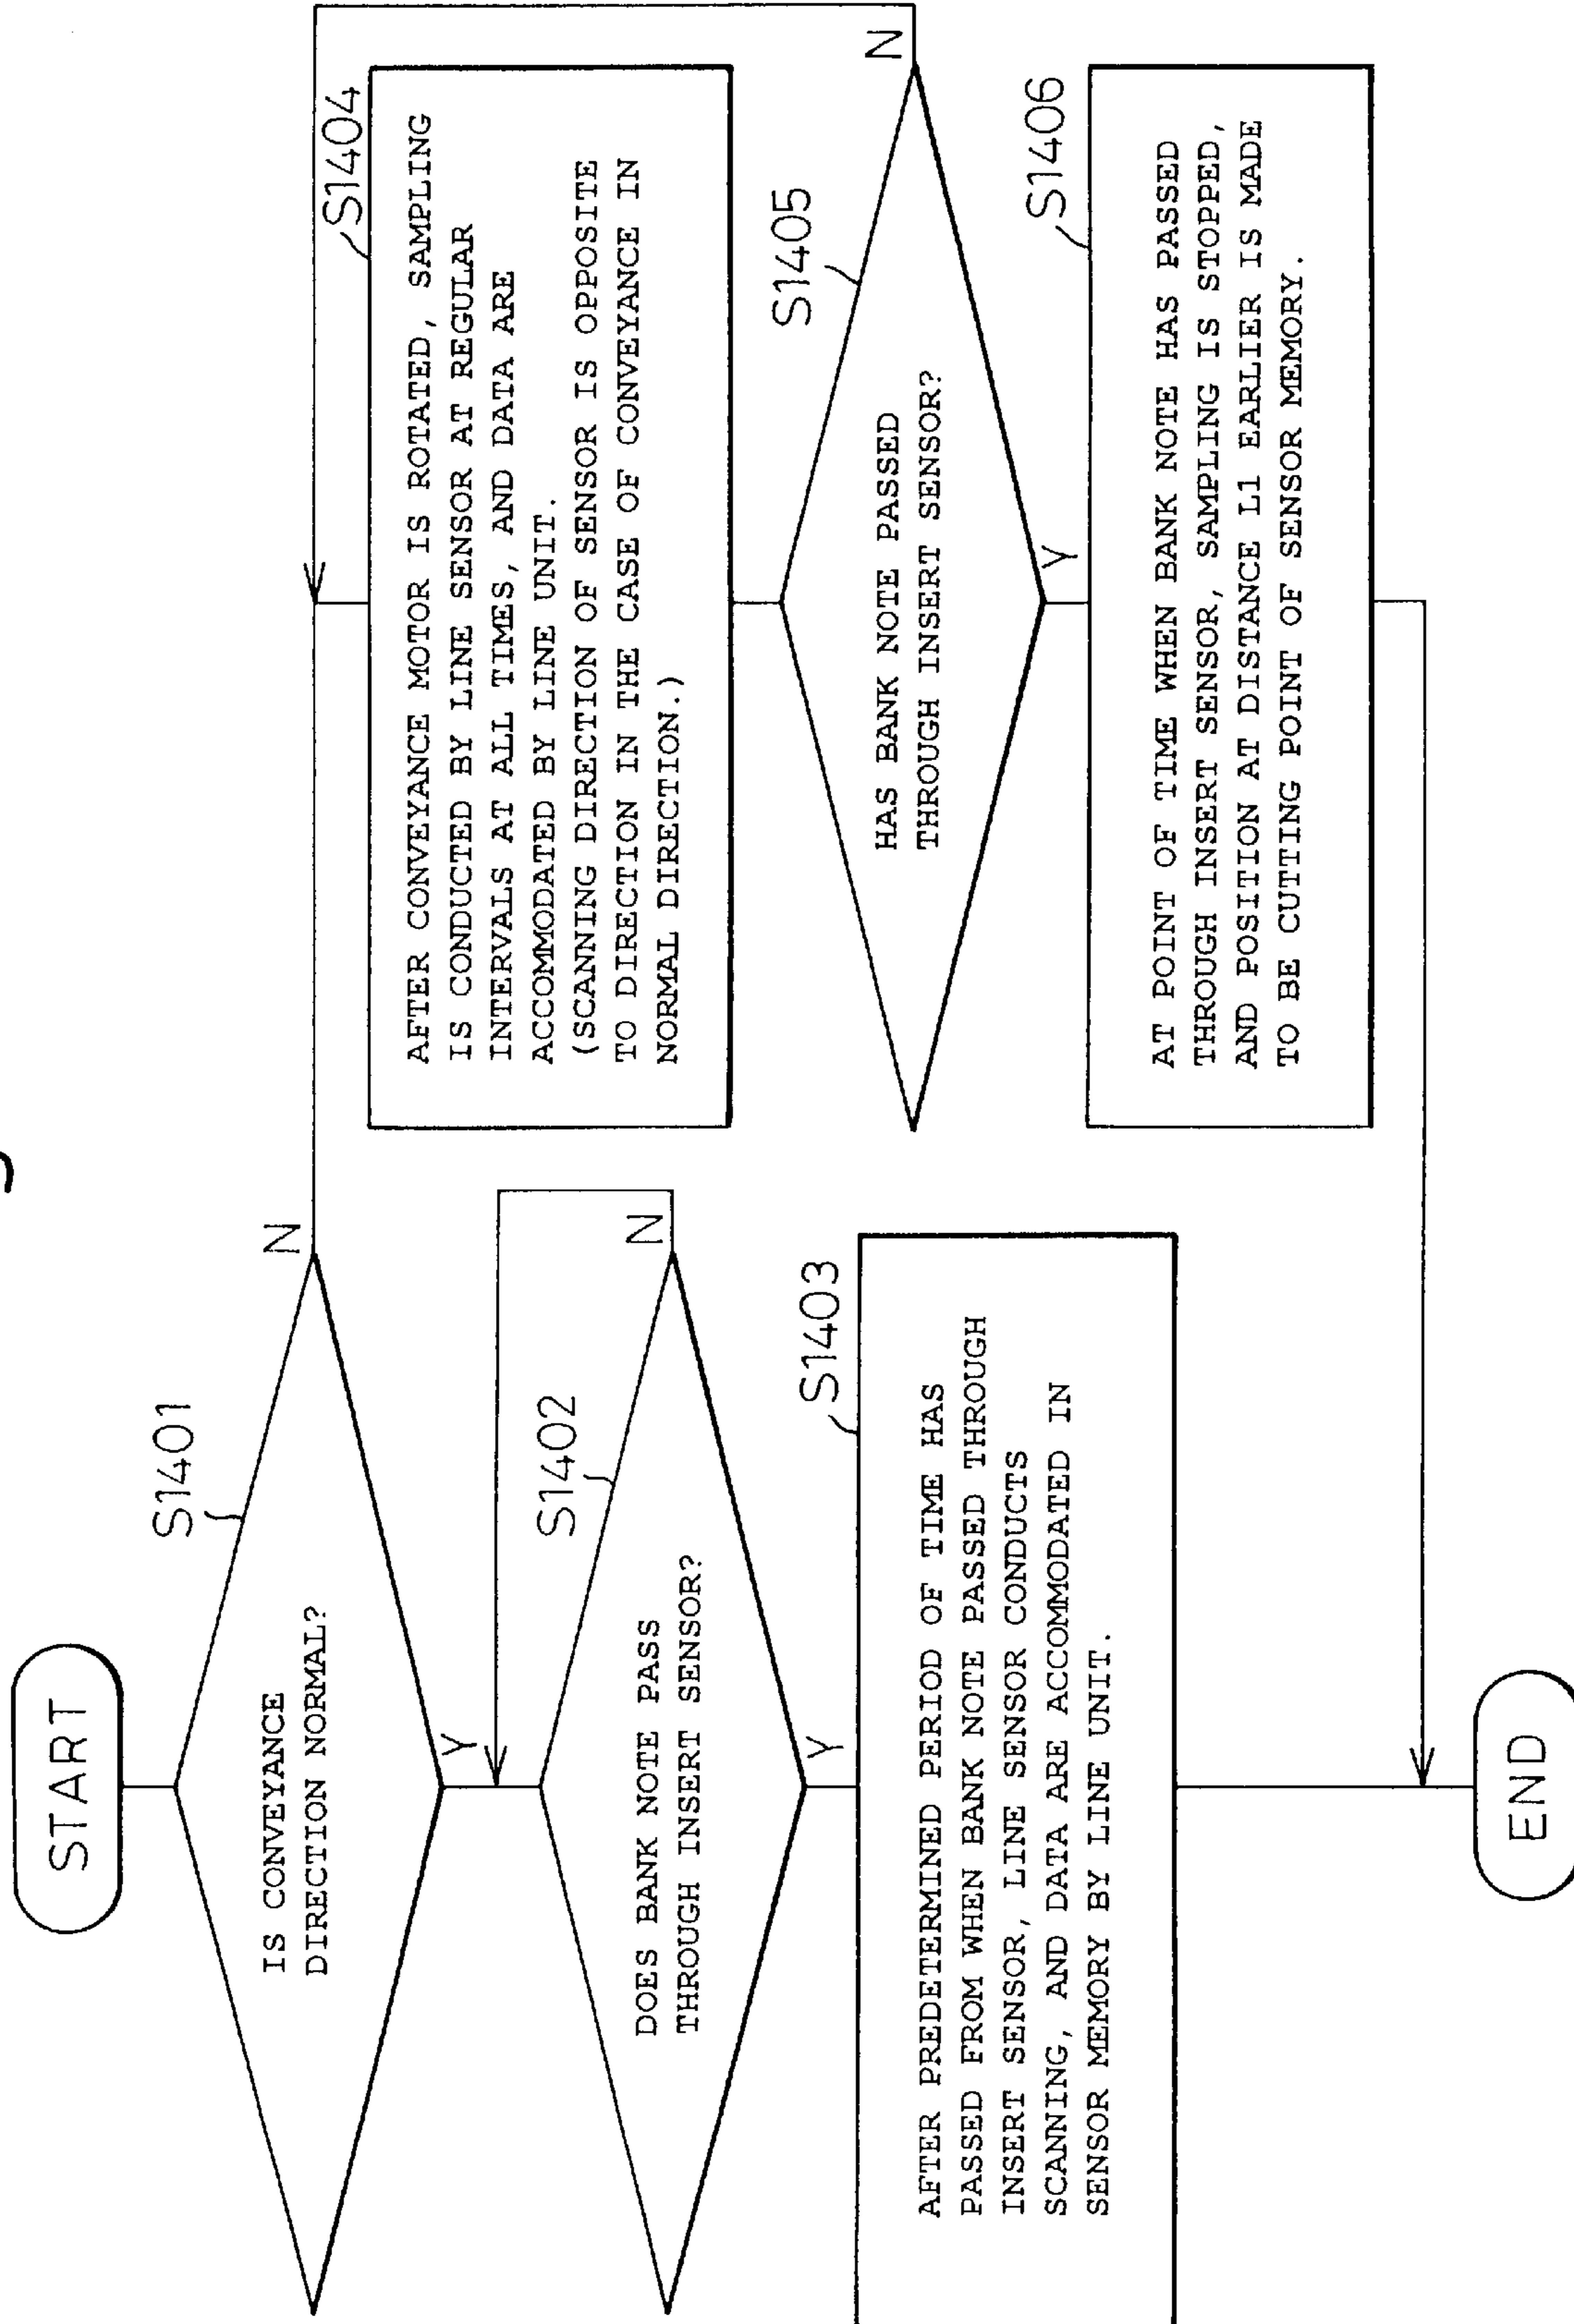 START
S1401
IS CONVEYANCE
DIRECTION NORMAL?
N
Y
S1402
DOES BANK NOTE PASS
THROUGH INSERT SENSOR?
N
Y
S1403
AFTER PREDETERMINED PERIOD OF TIME HAS
PASSED FROM WHEN BANK NOTE PASSED THROUGH
INSERT SENSOR, LINE SENSOR CONDUCTS
SCANNING, AND DATA ARE ACCOMMODATED IN
SENSOR MEMORY BY LINE UNIT.
S1404
AFTER CONVEYANCE MOTOR IS ROTATED, SAMPLING
IS CONDUCTED BY LINE SENSOR AT REGULAR
INTERVALS AT ALL TIMES, AND DATA ARE
ACCOMMODATED BY LINE UNIT.
(SCANNING DIRECTION OF SENSOR IS OPPOSITE
TO DIRECTION IN THE CASE OF CONVEYANCE IN
NORMAL DIRECTION.)
S1405
HAS BANK NOTE PASSED
THROUGH INSERT SENSOR?
N
Y
S1406
AT POINT OF TIME WHEN BANK NOTE HAS PASSED
THROUGH INSERT SENSOR, SAMPLING IS STOPPED,
AND POSITION AT DISTANCE L1 EARLIER IS MADE
TO BE CUTTING POINT OF SENSOR MEMORY.
END